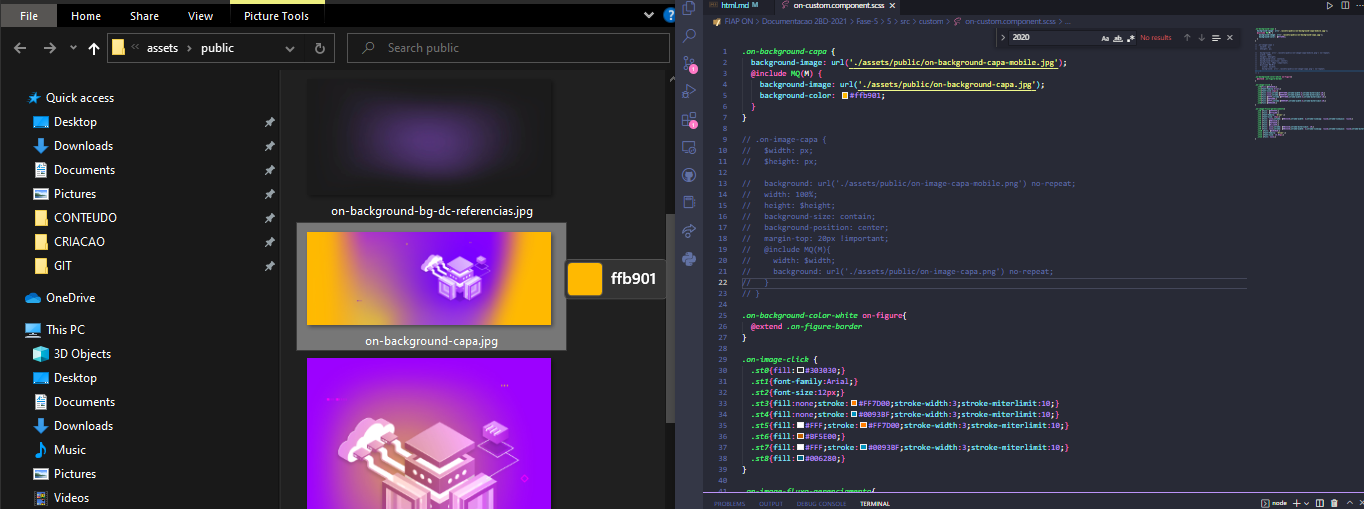 File
Home
Share
View
Picture Tools
assets
public
Search public
Quick access
Desktop
Downloads
Documents
Pictures
CONTEUDO
CRIACAO
GIT
OneDrive
This PC
3D Objects
Desktop
Documents
Downloads
Music
Pictures
Videos
on-background-bg-dc-referencias.jpg
on-background-capa.jpg
ffb901
html.md
on-custom.component.scss
FIAP ON > Documentacao 2BD-2021 > Fase-5 > S > src > custom > on-custom.component.scss > ...
2020
No results
1 .on-background-capa {
2 background-image: url('./assets/public/on-background-capa-mobile.jpg');
3 @include MQ(M) {
4 background-image: url('./assets/public/on-background-capa.jpg');
5 background-color: #ffb901;
6 }
7 }
8
9 // .on-image-capa {
10 // $width: px;
11 // $height: px;
12
13 // background: url('./assets/public/on-image-capa-mobile.png') no-repeat;
14 // width: 100%;
15 // height: $height;
16 // background-size: contain;
17 // background-position: center;
18 // margin-top: 20px !important;
19 // @include MQ(M){
20 // width: $width;
21 // background: url('./assets/public/on-image-capa.png') no-repeat;
22 // }
23 // }
24
25 .on-background-color-white on-figure{
26 @extend .on-figure-border
27 }
28
29 .on-image-click {
30 .st0{fill:#303030;}
31 .st1{font-family:Arial;}
32 .st2{font-size:12px;}
33 .st3{fill:none;stroke:#FF7D00;stroke-width:3;stroke-miterlimit:10;}
34 .st4{fill:none;stroke:#0093BF;stroke-width:3;stroke-miterlimit:10;}
35 .st5{fill:#FFF;stroke:#FF7D00;stroke-width:3;stroke-miterlimit:10;}
36 .st6{fill:#BF5E00;}
37 .st7{fill:#FFF;stroke:#0093BF;stroke-width:3;stroke-miterlimit:10;}
38 .st8{fill:#006280;}
39 }
40
PROBLEMS
OUTPUT
DEBUG CONSOLE
TERMINAL
node